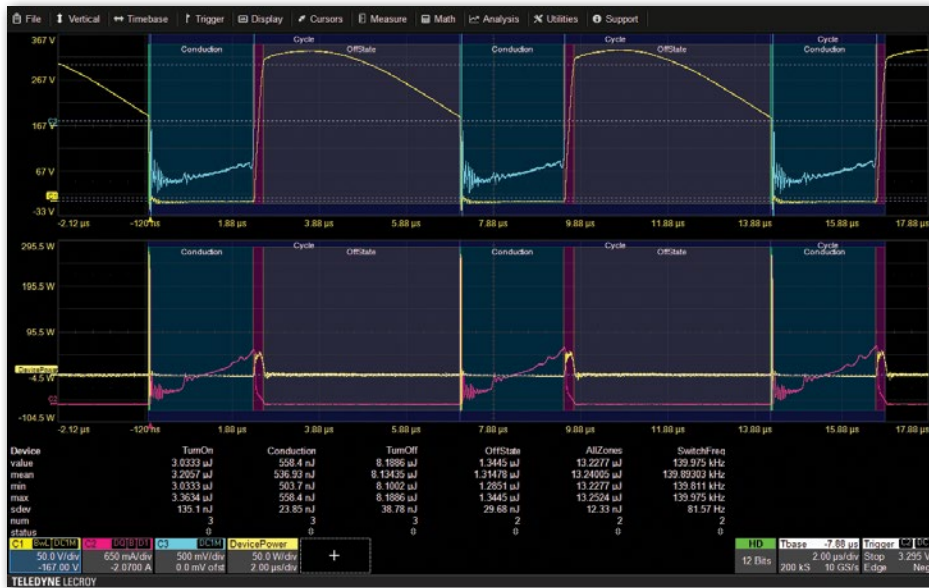 File Vertical Timebase Trigger Display Cursors Measure Math Analysis Utilities Support
367 V
Cycle Cycle
Conduction OffState Conduction OffState Conduction
267 V
C2
167 V
67 V
C1
-33 V
-2.12 µs -120 ns 1.88 µs 3.88 µs 5.88 µs 7.88 µs 9.88 µs 11.88 µs 13.88 µs 15.88 µs 17.88 µs
295.5 W
Cycle Cycle
Conduction OffState Conduction OffState Conduction
195.5 W
95.5 W
DevicePower
-4.5 W
C2
-104.5 W
-2.12 µs -120 ns 1.88 µs 3.88 µs 5.88 µs 7.88 µs 9.88 µs 11.88 µs 13.88 µs 15.88 µs 17.88 µs
Device TurnOn Conduction TurnOff OffState AllZones SwitchFreq
value 3.0333 µJ 558.4 nJ 8.1886 µJ 1.3445 µJ 13.2277 µJ 139.975 kHz
mean 3.2057 µJ 536.93 nJ 8.13435 µJ 1.31478 µJ 13.24005 µJ 139.89303 kHz
min 3.0333 µJ 503.7 nJ 8.1002 µJ 1.2851 µJ 13.2277 µJ 139.811 kHz
max 3.3634 µJ 558.4 nJ 8.1886 µJ 1.3445 µJ 13.2524 µJ 139.975 kHz
sdev 135.1 nJ 23.85 nJ 38.78 nJ 29.68 nJ 12.33 nJ 81.57 Hz
num 3 3 3 2 2 2
status 0 0 0 0 0 0
C1 BwL DC1M C2 DQ B D1 C3 DC1M DevicePower HD Tbase -7.88 µs Trigger C2 DC
50.0 V/div 650 mA/div 500 mV/div 50.0 W/div + 12 Bits 2.00 µs/div Stop 3.295 V
-167.00 V -2.0700 A 0.0 mV ofst 2.00 µs/div 200 kS 10 GS/s Edge Neg
TELEDYNE LECROY